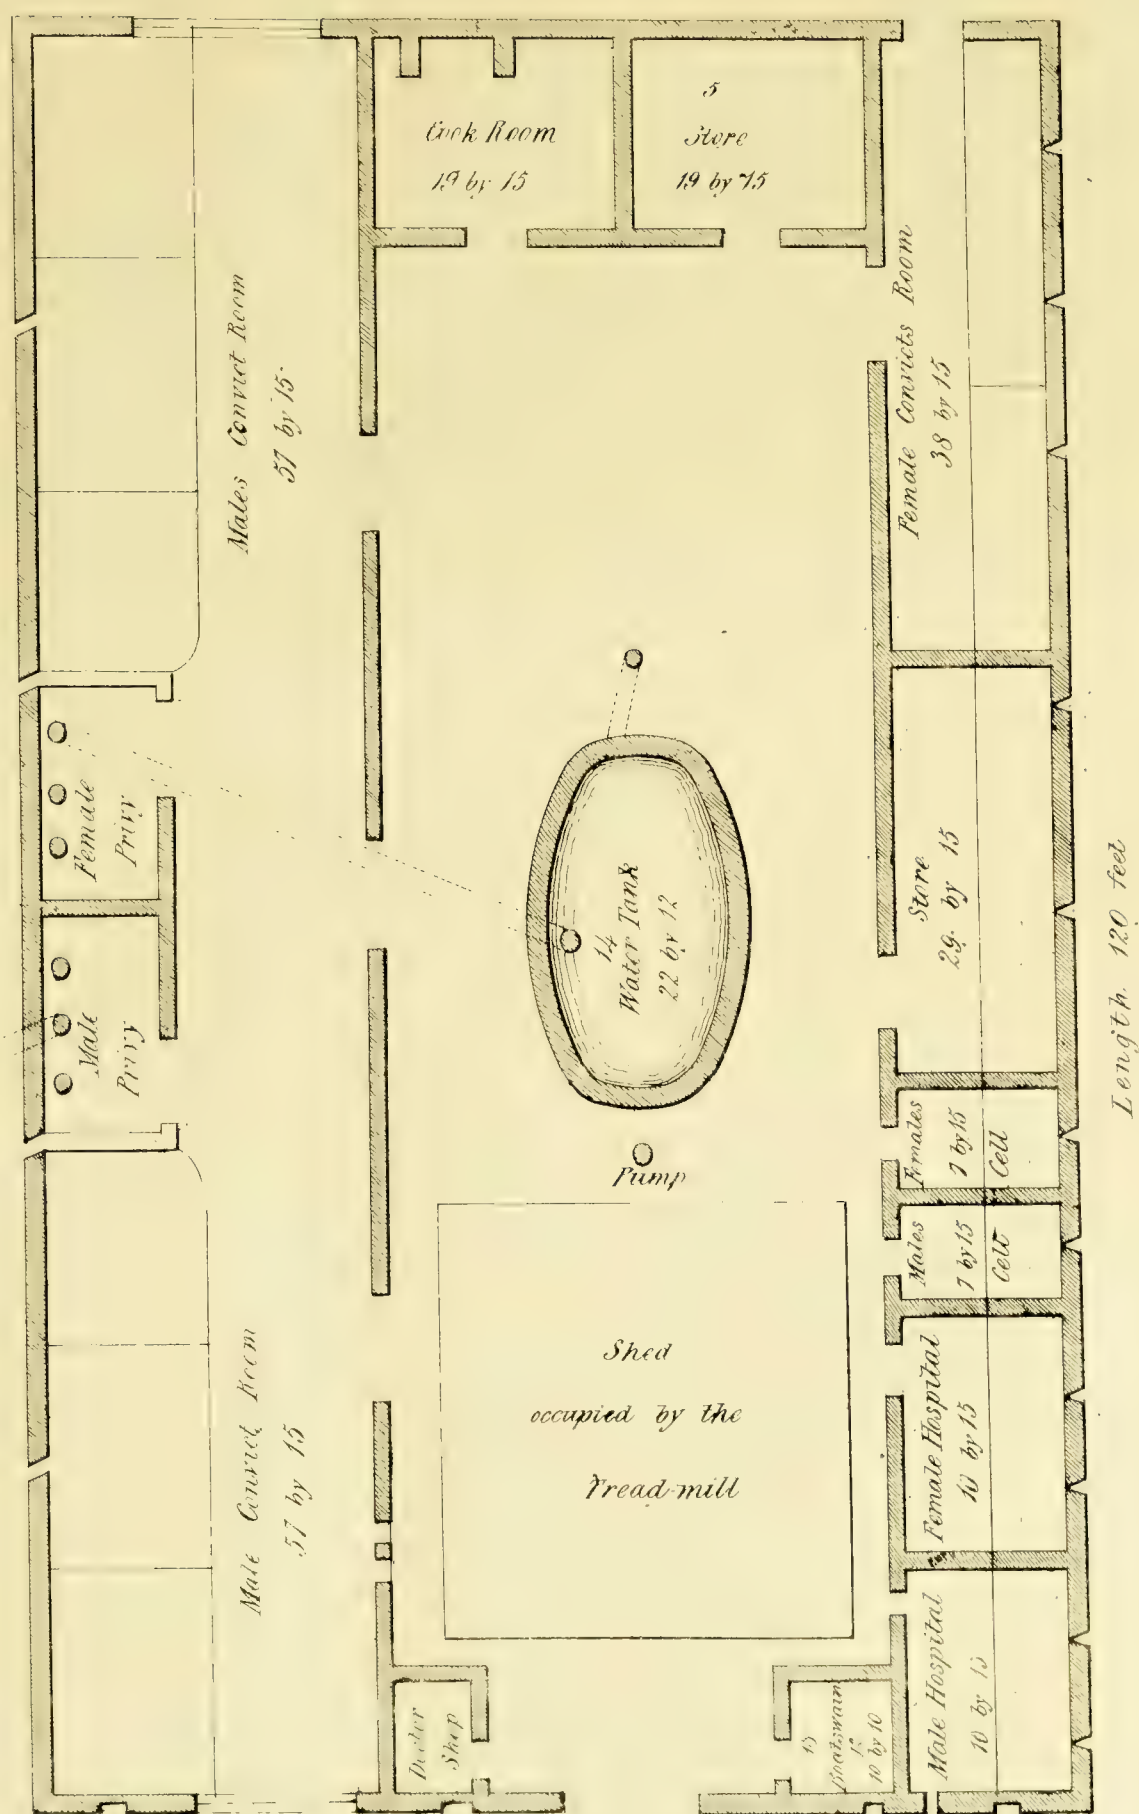 Cook Room
19 by 15
5
Store
19 by 15
Males Convict Room
57 by 15
Female Convicts Room
38 by 15
Female
Privy
Male
Privy
14
Water Tank
22 by 12
Pump
Store
29. by 15
Females
7 by 15
Cell
Males
7 by 15
Cell
Length. 120 feet
Male Convict Room
57 by 15
Shed
occupied by the
Tread-mill
Female Hospital
10 by 15
Male Hospital
10 by 15
Docter
Shop
Boatswain
10 by 10